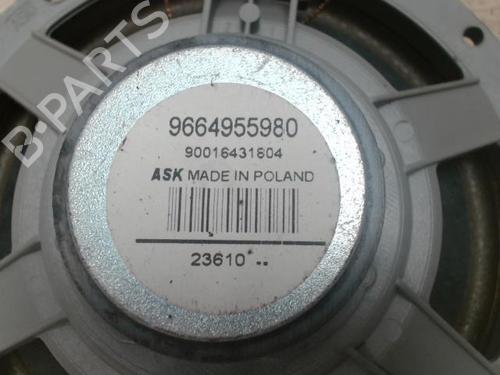 B-PARTS
9664955980
90016431604
ASK MADE IN POLAND
23610